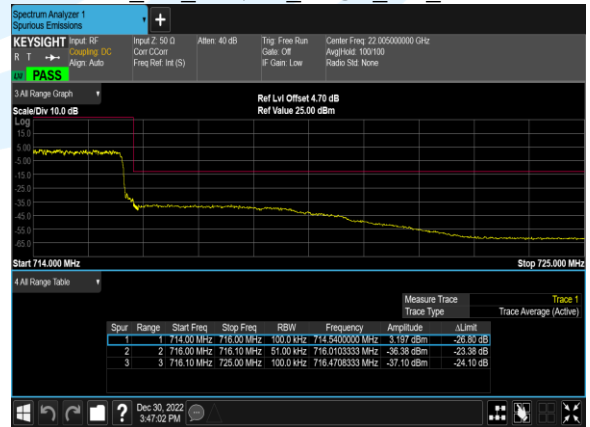 Spectrum Analyzer 1
Spurious Emissions
+
KEYSIGHT Input: RF Input Z: 50 Ω Atten: 40 dB Trig: Free Run Center Freq: 22.005000000 GHz
Coupling: DC Corr CCorr Gate: Off Avg|Hold: 100/100
R T Align: Auto Freq Ref: Int (S) IF Gain: Low Radio Std: None
PASS
3 All Range Graph
Ref Lvl Offset 4.70 dB
Scale/Div 10.0 dB Ref Value 25.00 dBm
Log
15.0
5.00
-5.00
-15.0
-25.0
-35.0
-45.0
-55.0
-65.0
Start 714.000 MHz Stop 725.000 MHz
4 All Range Table
Measure Trace Trace 1
Trace Type Trace Average (Active)
Spur Range Start Freq Stop Freq RBW Frequency Amplitude ΔLimit
1 1 714.00 MHz 716.00 MHz 100.0 kHz 714.5400000 MHz 3.197 dBm -26.80 dB
2 2 716.00 MHz 716.10 MHz 51.00 kHz 716.0103333 MHz -36.38 dBm -23.38 dB
3 3 716.10 MHz 725.00 MHz 100.0 kHz 716.4708333 MHz -37.10 dBm -24.10 dB
? Dec 30, 2022
3:47:02 PM